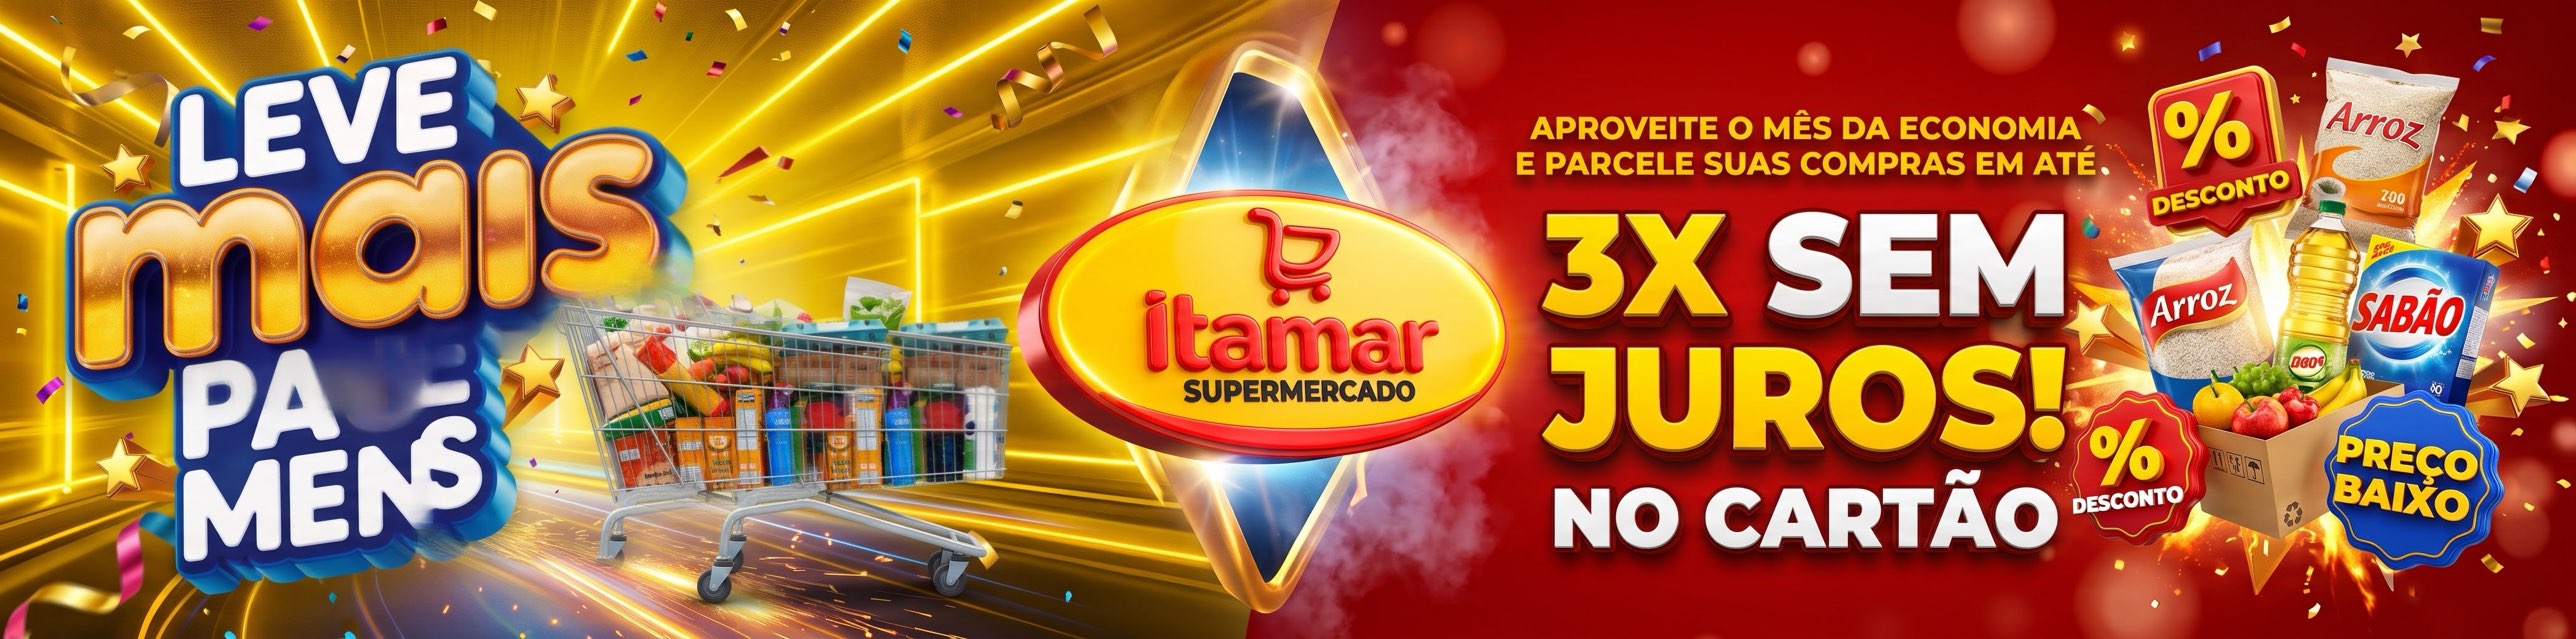 LEVE
mais
PA E
MENS
itamar
SUPERMERCADO
APROVEITE O MÊS DA ECONOMIA
E PARCELE SUAS COMPRAS EM ATÉ
3X SEM
JUROS!
NO CARTÃO
%
DESCONTO
Arroz
Arroz
SABÃO
%
DESCONTO
PREÇO
BAIXO